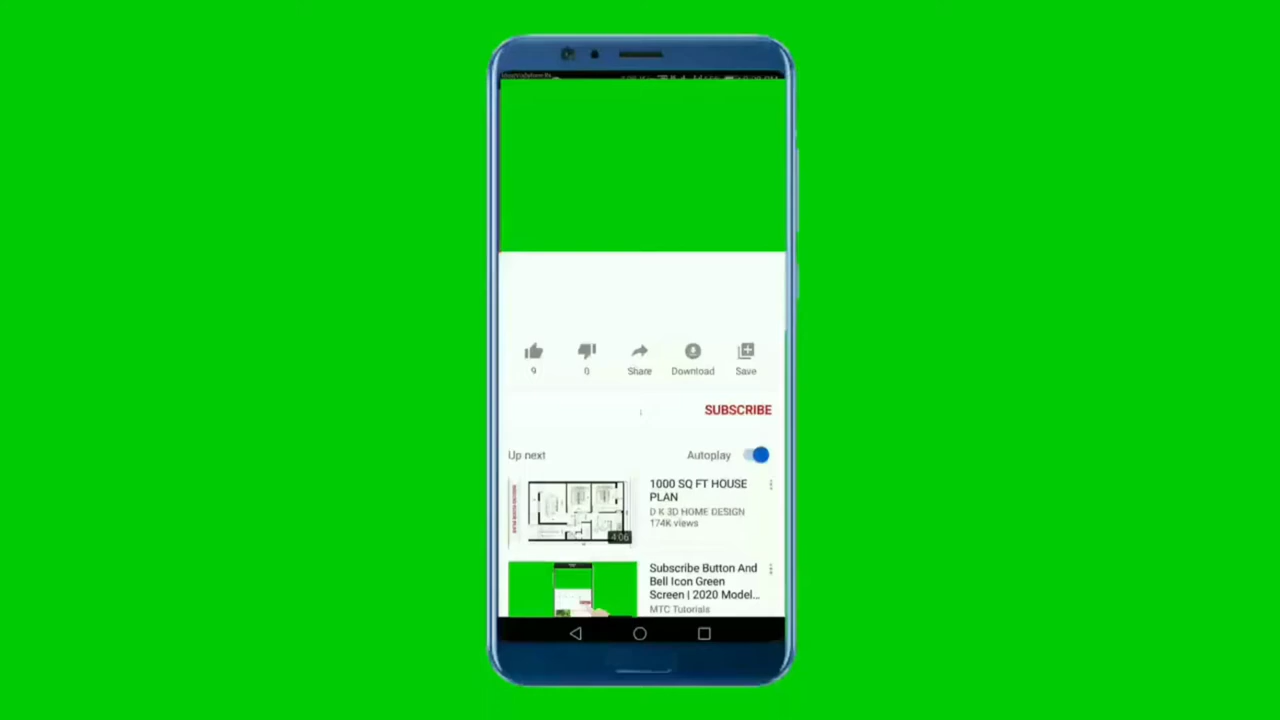 9
0
Share
Download
Save
SUBSCRIBE
Up next
Autoplay
1000 SQ FT HOUSE
PLAN
D K 3D HOME DESIGN
174K views
4:06
Subscribe Button And
Bell Icon Green
Screen | 2020 Model...
MTC Tutorials